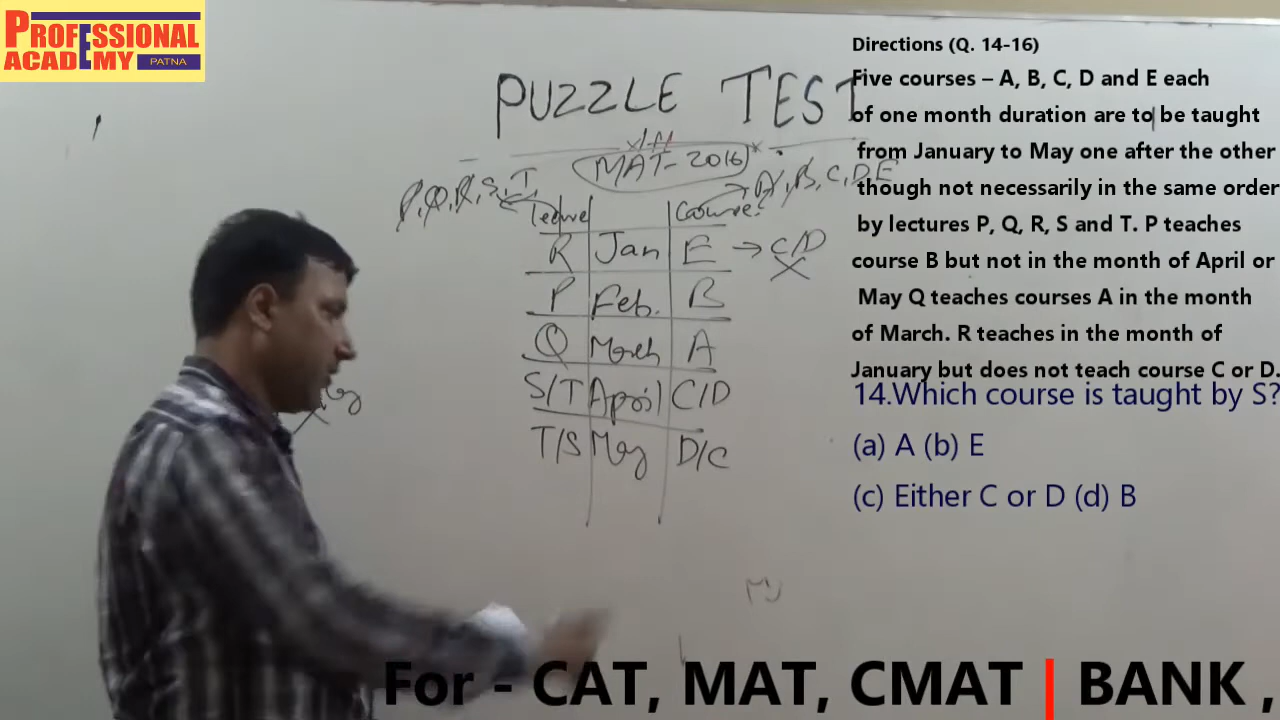 PROFESSIONAL
ACADEMY
PATNA
PUZZLE TEST
MAT-2016
P, Q, R, S, T
A, B, C, D, E
lecture Course
R Jan E → C/D
P Feb. B
Q March A
S/T April C/D
T/S May D/C
Directions (Q. 14-16)
Five courses – A, B, C, D and E each
of one month duration are to be taught
from January to May one after the other
though not necessarily in the same order
by lectures P, Q, R, S and T. P teaches
course B but not in the month of April or
May Q teaches courses A in the month
of March. R teaches in the month of
January but does not teach course C or D.
14.Which course is taught by S?
(a) A (b) E
(c) Either C or D (d) B
For - CAT, MAT, CMAT | BANK ,